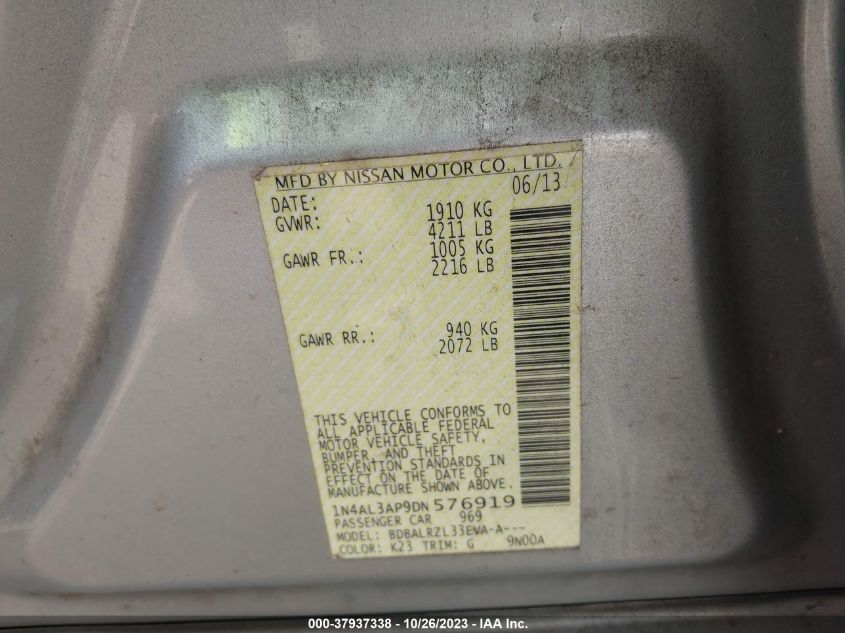 MFD BY NISSAN MOTOR CO., LTD.
DATE: 06/13
GVWR: 1910 KG
4211 LB
GAWR FR.: 1005 KG
2216 LB
GAWR RR.: 940 KG
2072 LB
THIS VEHICLE CONFORMS TO
ALL APPLICABLE FEDERAL
MOTOR VEHICLE SAFETY,
BUMPER, AND THEFT
PREVENTION STANDARDS IN
EFFECT ON THE DATE OF
MANUFACTURE SHOWN ABOVE.
1N4AL3AP9DN 576919
PASSENGER CAR 969
MODEL: BDBALRZL33EVA-A---
COLOR: K23 TRIM: G 9N00A
000-37937338 - 10/26/2023 - IAA Inc.